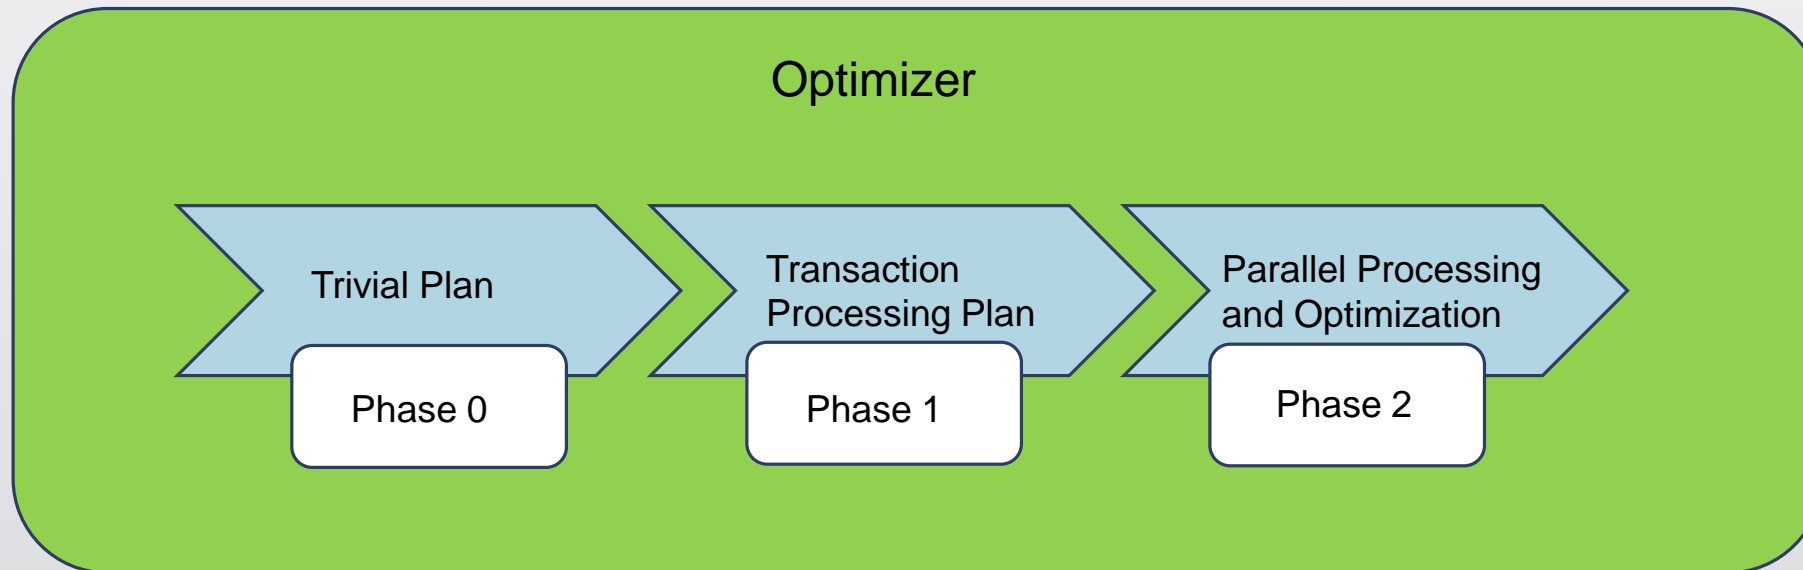 Optimizer
Trivial Plan
Transaction
Processing Plan
Parallel Processing
and Optimization
Phase 0
Phase 1
Phase 2